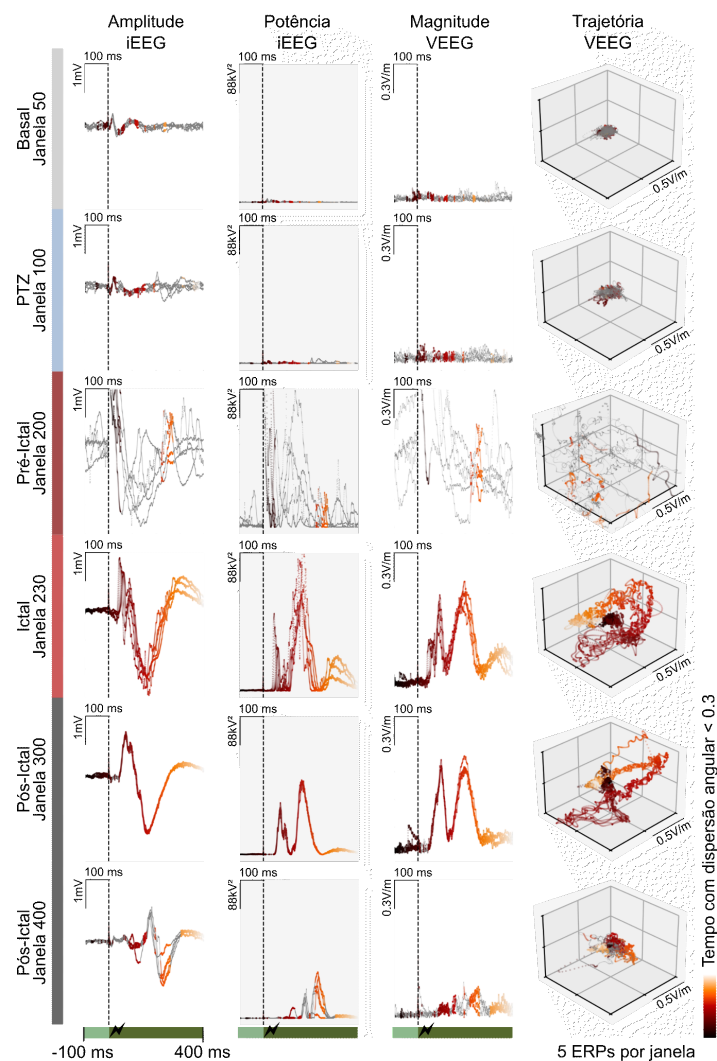 Amplitude
iEEG
Potência
iEEG
Magnitude
VEEG
Trajetória
VEEG
Basal
Janela 50
100 ms
1mV
100 ms
88kV²
100 ms
0.3V/m
0.5V/m
PTZ
Janela 100
100 ms
1mV
100 ms
88kV²
100 ms
0.3V/m
0.5V/m
Pré-Ictal
Janela 200
100 ms
1mV
100 ms
88kV²
100 ms
0.3V/m
0.5V/m
Ictal
Janela 230
100 ms
1mV
100 ms
88kV²
100 ms
0.3V/m
0.5V/m
Pós-Ictal
Janela 300
100 ms
1mV
100 ms
88kV²
100 ms
0.3V/m
0.5V/m
Pós-Ictal
Janela 400
100 ms
1mV
100 ms
88kV²
100 ms
0.3V/m
0.5V/m
Tempo com dispersão angular < 0.3
-100 ms
400 ms
5 ERPs por janela